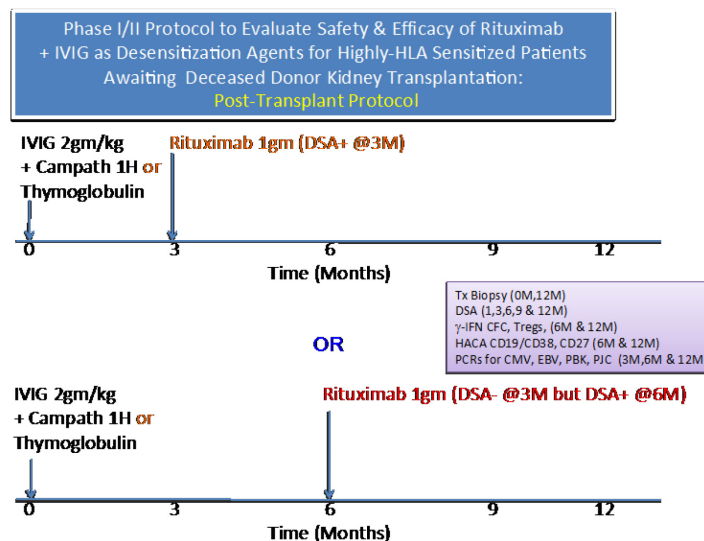 Phase I/II Protocol to Evaluate Safety & Efficacy of Rituximab
+ IVIG as Desensitization Agents for Highly-HLA Sensitized Patients
Awaiting Deceased Donor Kidney Transplantation:
Post-Transplant Protocol
IVIG 2gm/kg
+ Campath 1H or
Thymoglobulin
Rituximab 1gm (DSA+ @3M)
0 3 6 9 12
Time (Months)
Tx Biopsy (0M,12M)
DSA (1,3,6,9 & 12M)
γ-IFN CFC, Tregs, (6M & 12M)
HACA CD19/CD38, CD27 (6M & 12M)
PCRs for CMV, EBV, PBK, PJC (3M,6M & 12M
OR
IVIG 2gm/kg
+ Campath 1H or
Thymoglobulin
Rituximab 1gm (DSA- @3M but DSA+ @6M)
0 3 6 9 12
Time (Months)